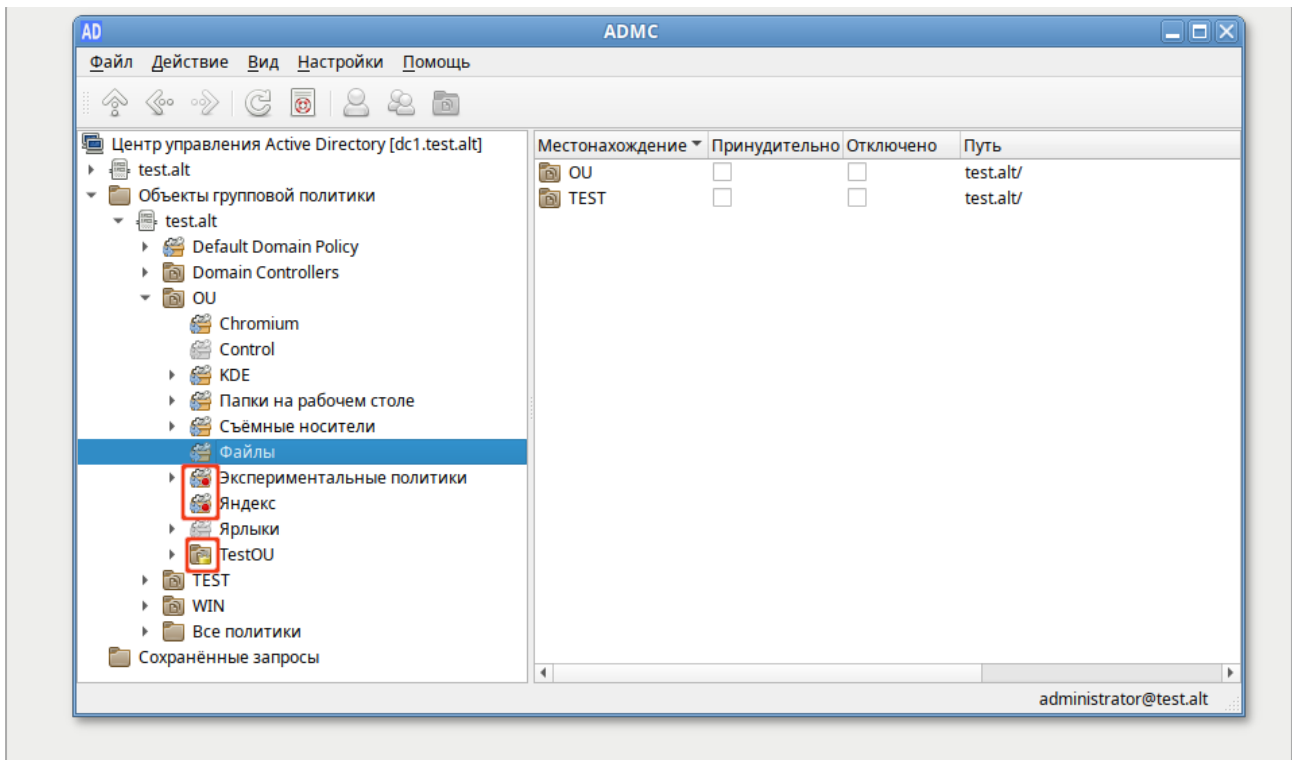 AD ADMC
Файл Действие Вид Настройки Помощь
Центр управления Active Directory [dc1.test.alt]
test.alt
Объекты групповой политики
test.alt
Default Domain Policy
Domain Controllers
OU
Chromium
Control
KDE
Папки на рабочем столе
Съёмные носители
Файлы
Экспериментальные политики
Яндекс
Ярлыки
TestOU
TEST
WIN
Все политики
Сохранённые запросы
Местонахождение Принудительно Отключено Путь
OU test.alt/
TEST test.alt/
administrator@test.alt